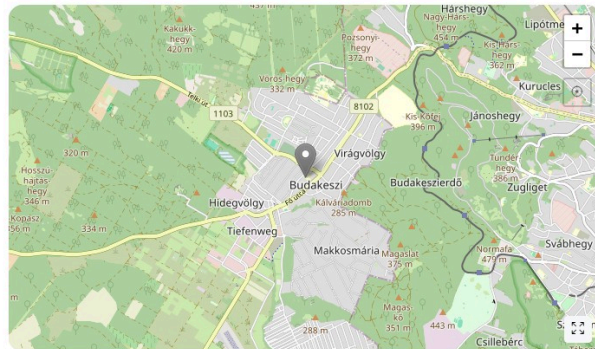 437 m
Hárshegy
Kakukk-
hegy
420 m
Pozsonyi-
hegy
372 m
Nagy-Hárs-
hegy
454 m
Lipótme
Kis-Hárs-
hegy
362 m
Kurucles
Vörös-hegy
332 m
Telki út
1103
8102
Kis-Kőfej
396 m
Jánoshegy
320 m
Virágvölgy
Tündér-
hegy
386 m
Hosszú-
hajtás-
hegy
346 m
Budakeszi
Budakeszierdő
Zugliget
Fő utca
Kálváriadomb
285 m
Hidegvölgy
Kopasz
356 m
334 m
Tiefenweg
Makkosmária
Magaslat
375 m
Normafa
479 m
Svábhegy
Magas
kő
351 m
288 m
443 m
Csillebérc
+
−